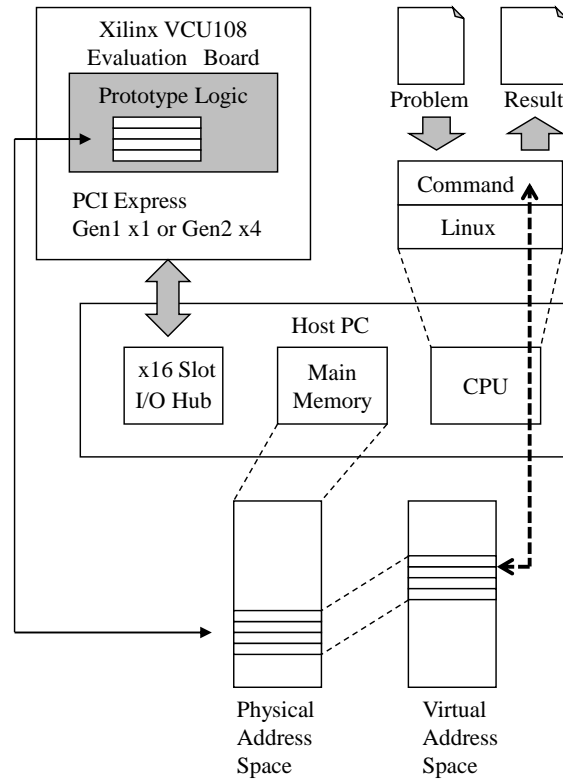 Xilinx VCU108
Evaluation Board
Prototype Logic
PCI Express
Gen1 x1 or Gen2 x4
Problem
Result
Command
Linux
Host PC
x16 Slot
I/O Hub
Main
Memory
CPU
Physical
Address
Space
Virtual
Address
Space